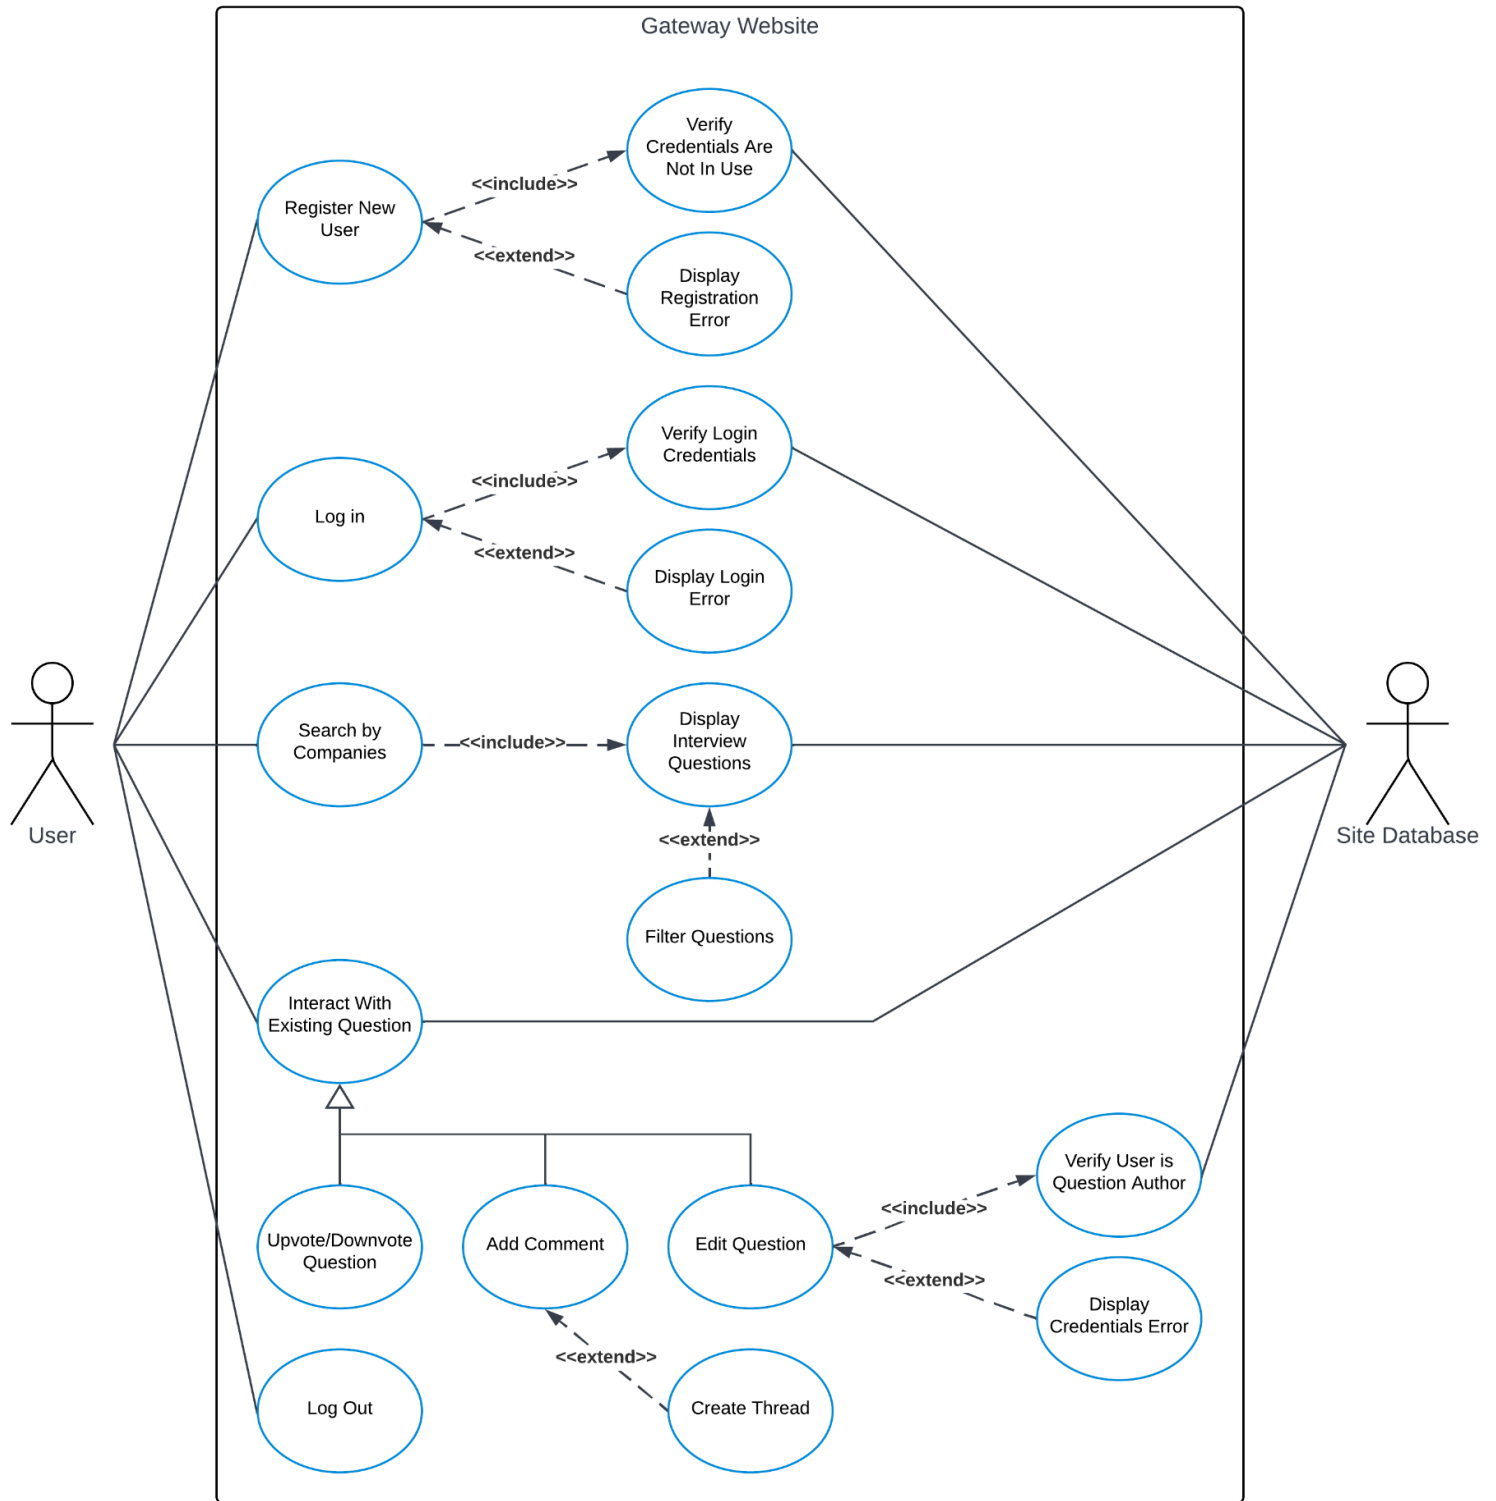 Gateway Website
Verify
Credentials Are
Not In Use
<<include>>
Register New
User
<<extend>>
Display
Registration
Error
Verify Login
Credentials
<<include>>
Log in
<<extend>>
Display Login
Error
Search by
Companies
<<include>>
Display
Interview
Questions
User
Site Database
<<extend>>
Filter Questions
Interact With
Existing Question
Verify User is
Question Author
<<include>>
Upvote/Downvote
Question
Add Comment
Edit Question
<<extend>>
Display
Credentials Error
<<extend>>
Log Out
Create Thread